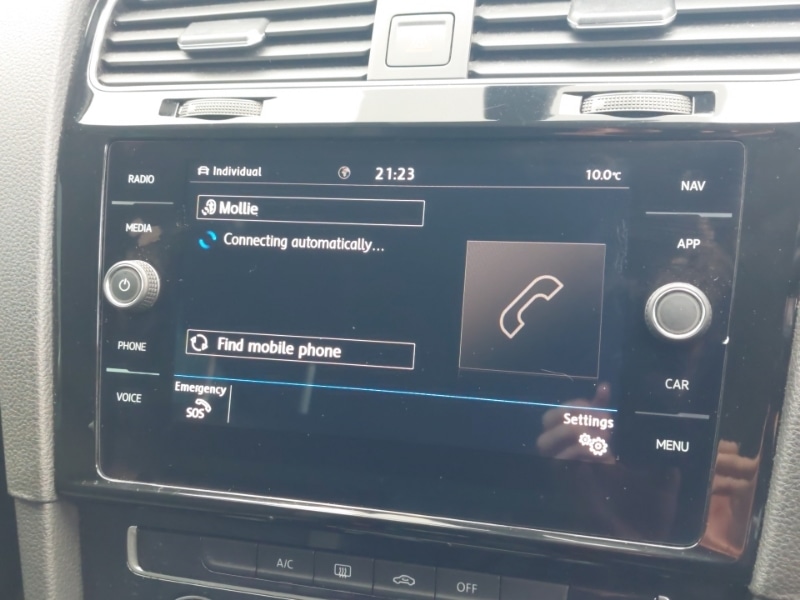 RADIO
MEDIA
PHONE
VOICE
Individual 21:23 10.0°C
Mollie
Connecting automatically...
Find mobile phone
Emergency
SOS
Settings
NAV
APP
CAR
MENU
A/C
OFF